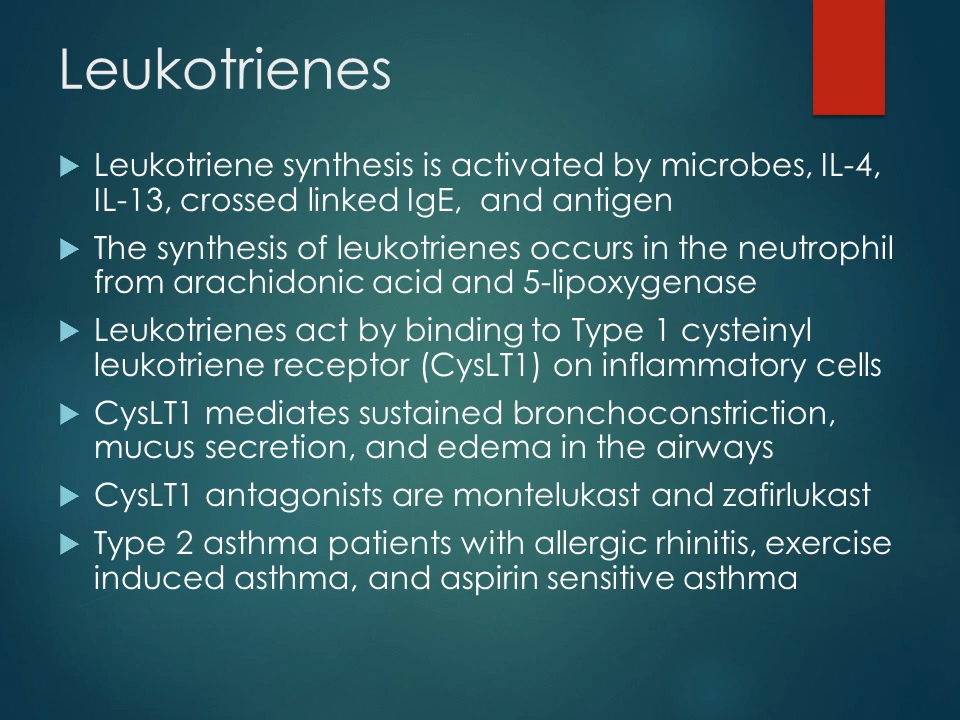 Leukotrienes
Leukotriene synthesis is activated by microbes, IL-4,
IL-13, crossed linked IgE,  and antigen
The synthesis of leukotrienes occurs in the neutrophil
from arachidonic acid and 5-lipoxygenase
Leukotrienes act by binding to Type 1 cysteinyl
leukotriene receptor (CysLT1) on inflammatory cells
CysLT1 mediates sustained bronchoconstriction,
mucus secretion, and edema in the airways
CysLT1 antagonists are montelukast and zafirlukast
Type 2 asthma patients with allergic rhinitis, exercise
induced asthma, and aspirin sensitive asthma